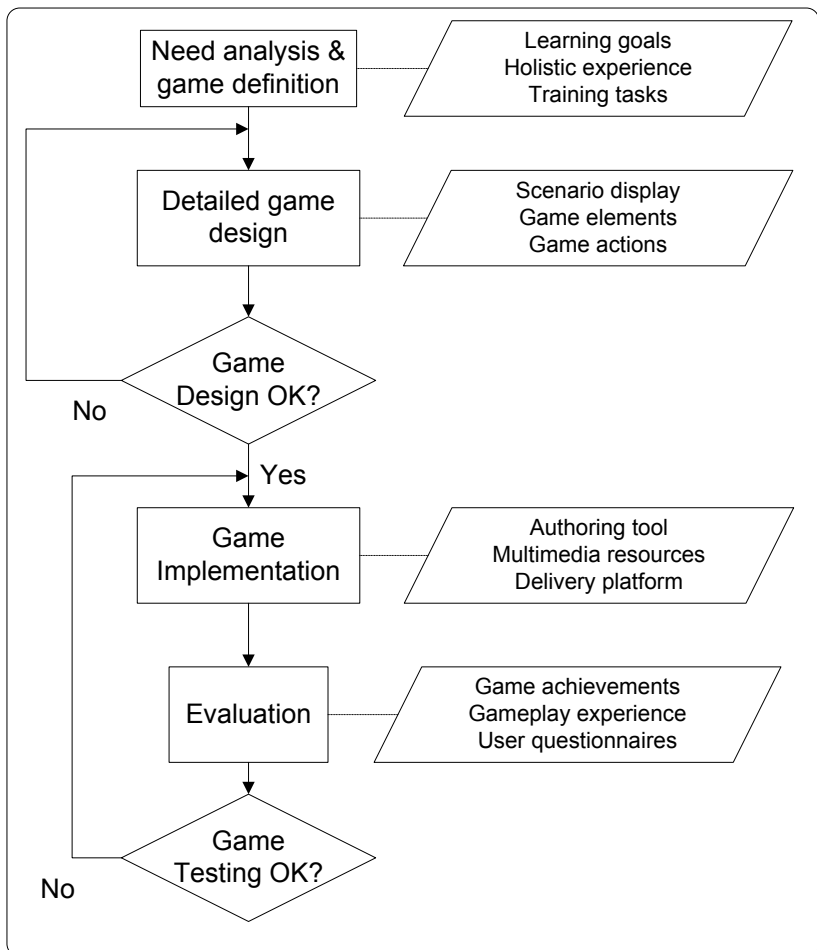 Need analysis &
game definition
Learning goals
Holistic experience
Training tasks
Detailed game
design
Scenario display
Game elements
Game actions
Game
Design OK?
No
Yes
Game
Implementation
Authoring tool
Multimedia resources
Delivery platform
Evaluation
Game achievements
Gameplay experience
User questionnaires
Game
Testing OK?
No